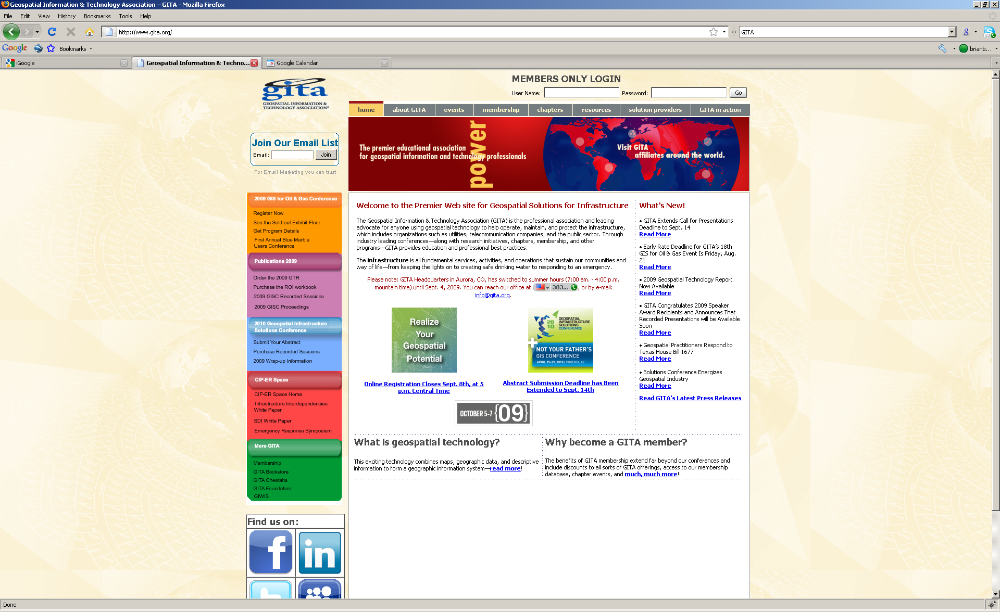 Geospatial Information & Technology Association – GITA - Mozilla Firefox
File Edit View History Bookmarks Tools Help
http://www.gita.org/
GITA
Google Bookmarks
brianb...
iGoogle
Geospatial Information & Techno...
Google Calendar
gita
GEOSPATIAL INFORMATION &
TECHNOLOGY ASSOCIATION
MEMBERS ONLY LOGIN
User Name: Password: Go
home about GITA events membership chapters resources solution providers GITA in action
Join Our Email List
Email: Join
For Email Marketing you can trust
The premier educational association
for geospatial information and technology professionals
power
Visit GITA
affiliates around the world.
2009 GIS for Oil & Gas Conference
Register Now
See the Sold-out Exhibit Floor
Get Program Details
First Annual Blue Marble
Users Conference
Publications 2009
Order the 2009 GTR
Purchase the ROI workbook
2009 GISC Recorded Sessions
2009 GISC Proceedings
2010 Geospatial Infrastructure
Solutions Conference
Submit Your Abstract
Purchase Recorded Sessions
2009 Wrap-up Information
CIP-ER Space
CIP-ER Space Home
Infrastructure Interdependencies
White Paper
SDI White Paper
Emergency Response Symposium
More GITA
Membership
GITA Bookstore
GITA Cheetahs
GITA Foundation
GIWIS
Find us on:
f
in
Welcome to the Premier Web site for Geospatial Solutions for Infrastructure
The Geospatial Information & Technology Association (GITA) is the professional association and leading
advocate for anyone using geospatial technology to help operate, maintain, and protect the infrastructure,
which includes organizations such as utilities, telecommunication companies, and the public sector. Through
industry leading conferences—along with research initiatives, chapters, membership, and other
programs—GITA provides education and professional best practices.
The infrastructure is all fundamental services, activities, and operations that sustain our communities and
way of life—from keeping the lights on to creating safe drinking water to responding to an emergency.
Please note: GITA Headquarters in Aurora, CO, has switched to summer hours (7:00 am. - 4:00 p.m.
mountain time) until Sept. 4, 2009. You can reach our office at 303..., or by e-mail:
info@gita.org.
Realize
Your
Geospatial
Potential
2010
GEOSPATIAL
INFRASTRUCTURE
SOLUTIONS
CONFERENCE
NOT YOUR FATHER'S
GIS CONFERENCE
APRIL 25-29, 2010 | PHOENIX, AZ
Online Registration Closes Sept. 8th, at 5
p.m. Central Time
Abstract Submission Deadline has Been
Extended to Sept. 14th
OCTOBER 5-7 {09}
What's New!
• GITA Extends Call for Presentations
Deadline to Sept. 14
Read More
• Early Rate Deadline for GITA's 18th
GIS for Oil & Gas Event Is Friday, Aug.
21
Read More
• 2009 Geospatial Technology Report
Now Available
Read More
• GITA Congratulates 2009 Speaker
Award Recipients and Announces That
Recorded Presentations will be Available
Soon
Read More
• Geospatial Practitioners Respond to
Texas House Bill 1677
Read More
• Solutions Conference Energizes
Geospatial Industry
Read More
Read GITA's Latest Press Releases
What is geospatial technology?
This exciting technology combines maps, geographic data, and descriptive
information to form a geographic information system—read more!
Why become a GITA member?
The benefits of GITA membership extend far beyond our conferences and
include discounts to all sorts of GITA offerings, access to our membership
database, chapter events, and much, much more!
Done